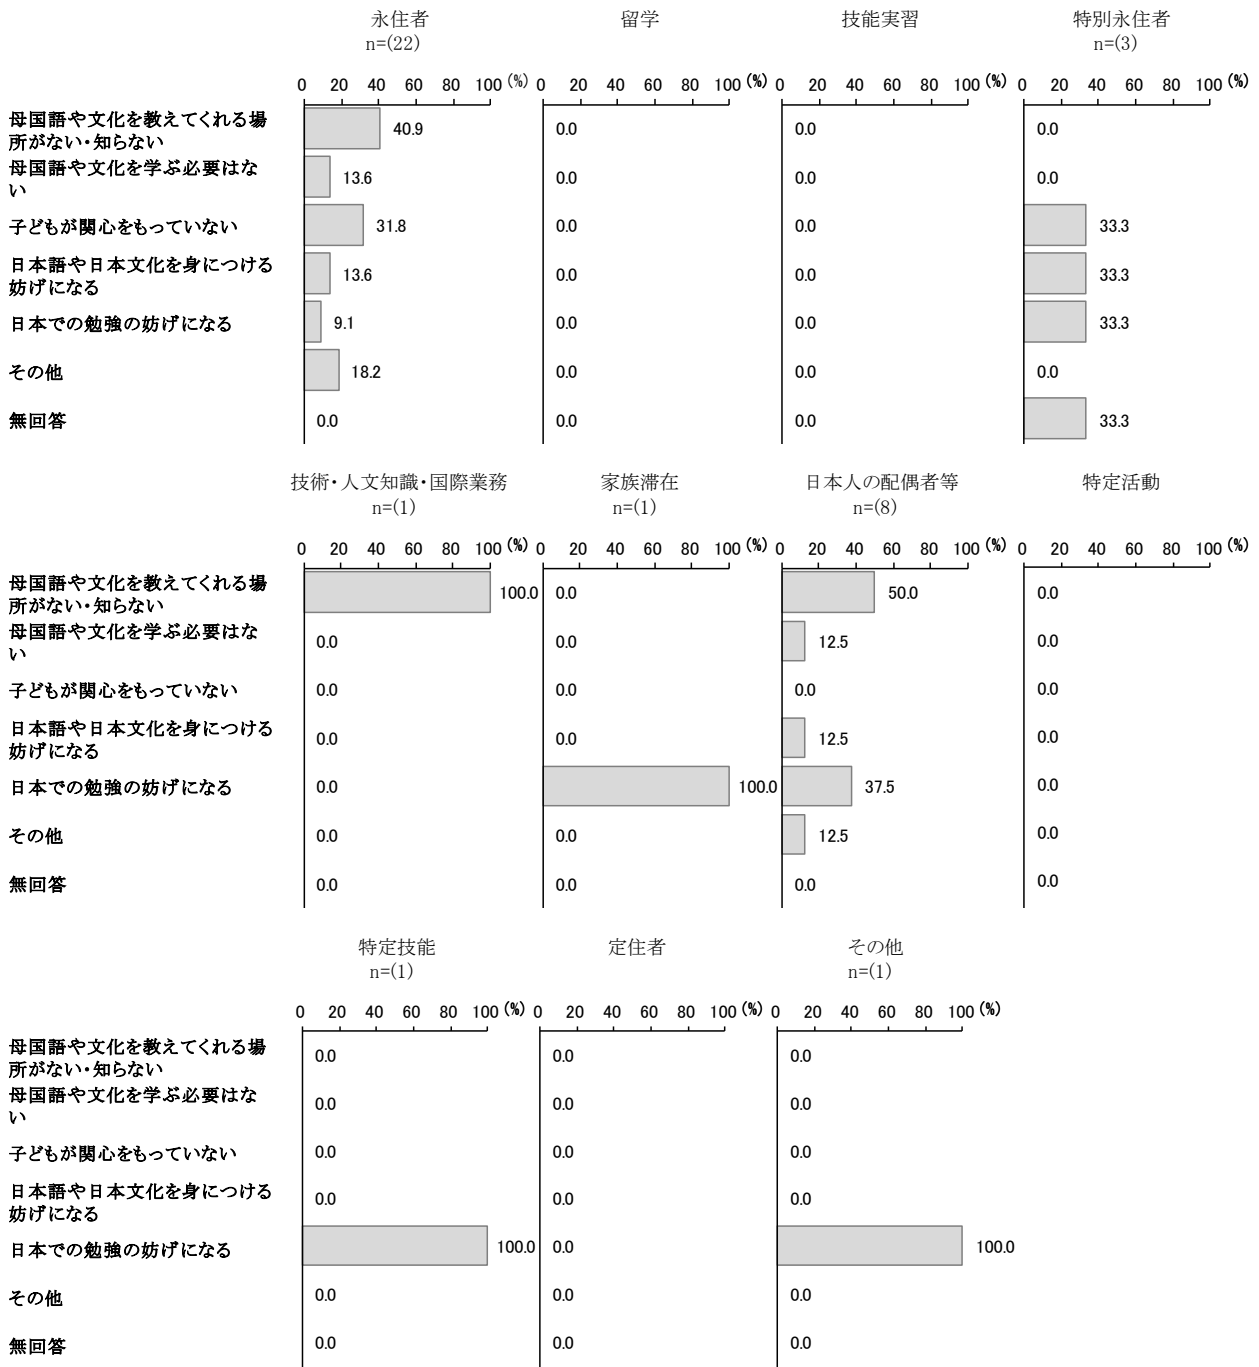 永住者 留学 技能実習 特別永住者
n=(22) n=(3)
0 20 40 60 80 100 (%) 0 20 40 60 80 100 (%) 0 20 40 60 80 100 (%) 0 20 40 60 80 100 (%)
母国語や文化を教えてくれる場
所がない・知らない
40.9 0.0 0.0 0.0
母国語や文化を学ぶ必要はな
い
13.6 0.0 0.0 0.0
子どもが関心をもっていない 31.8 0.0 0.0 33.3
日本語や日本文化を身につける
妨げになる
13.6 0.0 0.0 33.3
日本での勉強の妨げになる 9.1 0.0 0.0 33.3
その他 18.2 0.0 0.0 0.0
無回答 0.0 0.0 0.0 33.3
技術・人文知識・国際業務 家族滞在 日本人の配偶者等 特定活動
n=(1) n=(1) n=(8)
0 20 40 60 80 100 (%) 0 20 40 60 80 100 (%) 0 20 40 60 80 100 (%) 0 20 40 60 80 100 (%)
母国語や文化を教えてくれる場
所がない・知らない
100.0 0.0 50.0 0.0
母国語や文化を学ぶ必要はな
い
0.0 0.0 12.5 0.0
子どもが関心をもっていない 0.0 0.0 0.0 0.0
日本語や日本文化を身につける
妨げになる
0.0 0.0 12.5 0.0
日本での勉強の妨げになる 0.0 100.0 37.5 0.0
その他 0.0 0.0 12.5 0.0
無回答 0.0 0.0 0.0 0.0
特定技能 定住者 その他
n=(1) n=(1)
0 20 40 60 80 100 (%) 0 20 40 60 80 100 (%) 0 20 40 60 80 100 (%)
母国語や文化を教えてくれる場
所がない・知らない
0.0 0.0 0.0
母国語や文化を学ぶ必要はな
い
0.0 0.0 0.0
子どもが関心をもっていない 0.0 0.0 0.0
日本語や日本文化を身につける
妨げになる
0.0 0.0 0.0
日本での勉強の妨げになる 100.0 0.0 100.0
その他 0.0 0.0 0.0
無回答 0.0 0.0 0.0